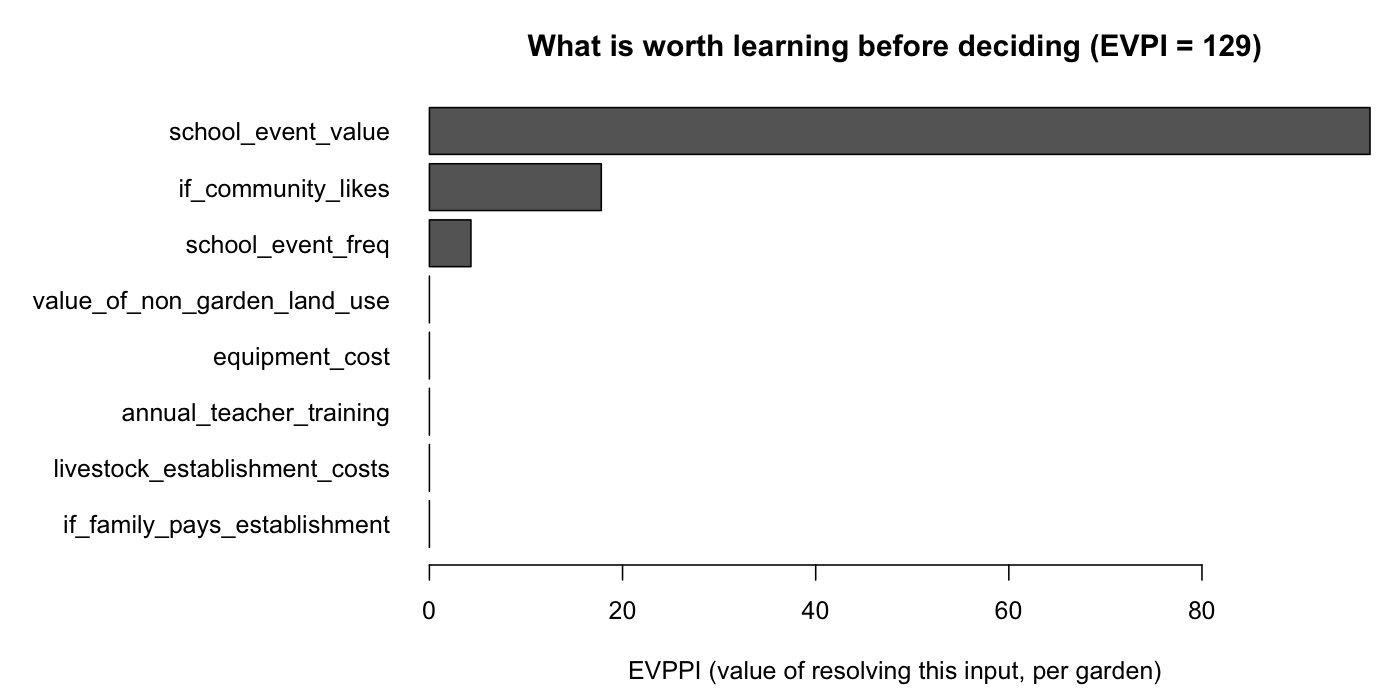 What is worth learning before deciding (EVPI = 129)
school_event_value
if_community_likes
school_event_freq
value_of_non_garden_land_use
equipment_cost
annual_teacher_training
livestock_establishment_costs
if_family_pays_establishment
0 20 40 60 80
EVPPI (value of resolving this input, per garden)